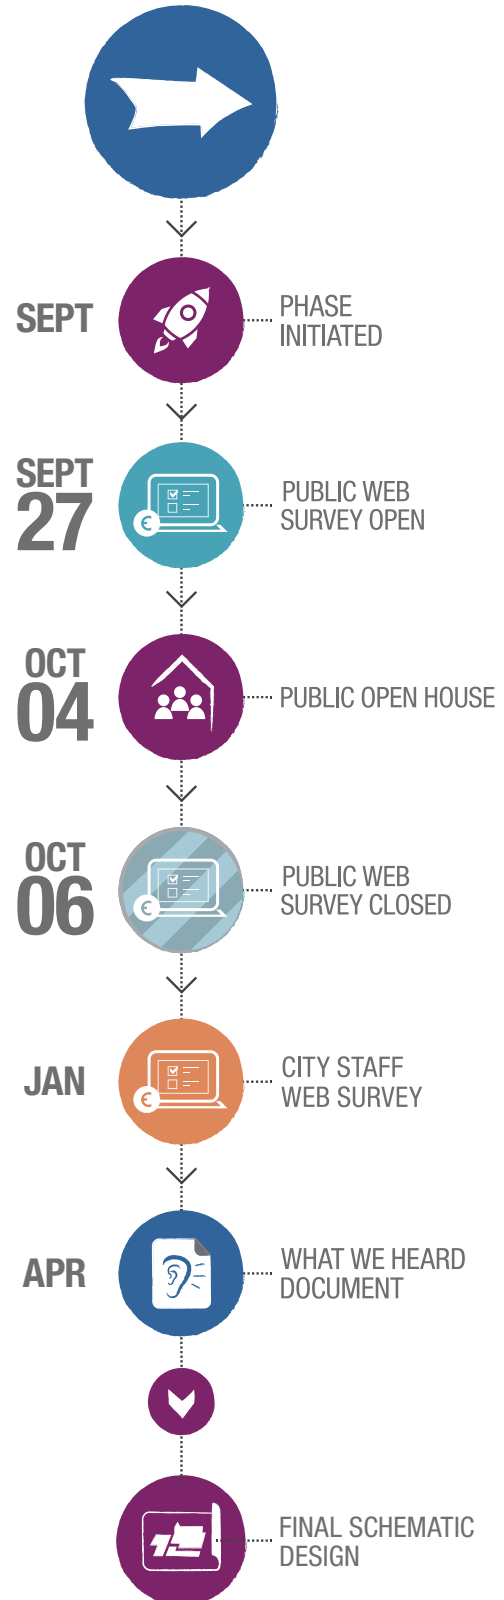 SEPT
PHASE
INITIATED
SEPT
27
PUBLIC WEB
SURVEY OPEN
OCT
04
PUBLIC OPEN HOUSE
OCT
06
PUBLIC WEB
SURVEY CLOSED
JAN
CITY STAFF
WEB SURVEY
APR
WHAT WE HEARD
DOCUMENT
FINAL SCHEMATIC
DESIGN